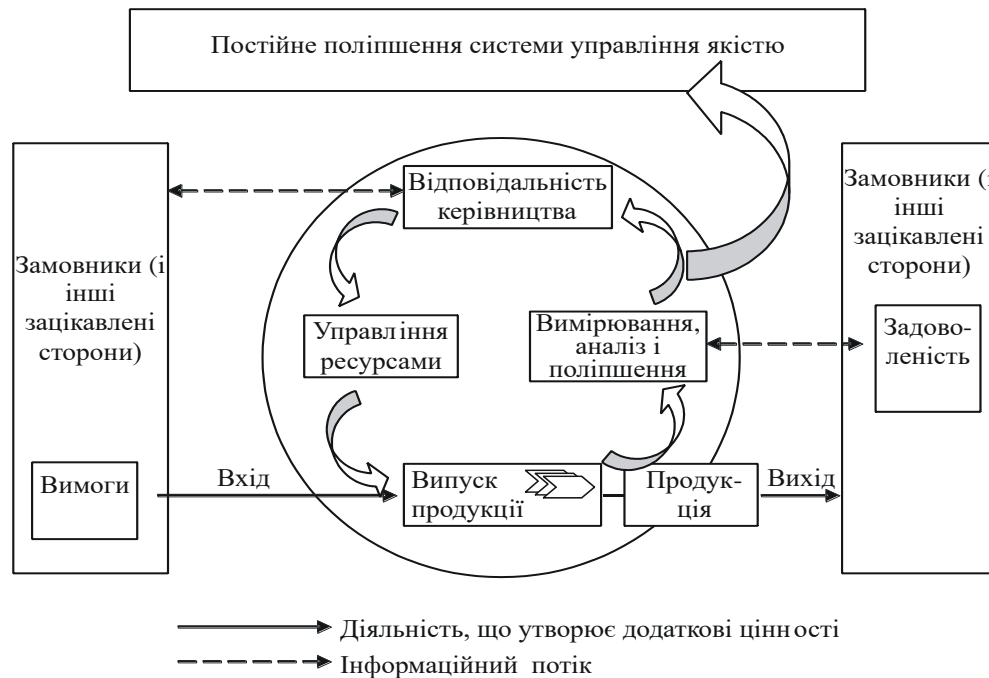 Постійне поліпшення системи управління якістю
Замовники (і
інші
зацікавлені
сторони)
Вимоги
Вхід
Відповідальність
керівництва
Управління
ресурсами
Вимірювання,
аналіз і
поліпшення
Випуск
продукції
Продук-
ція
Вихід
Замовники (і
інші
зацікавлені
сторони)
Задово-
леність
Діяльність, що утворює додаткові цінності
Інформаційний потік